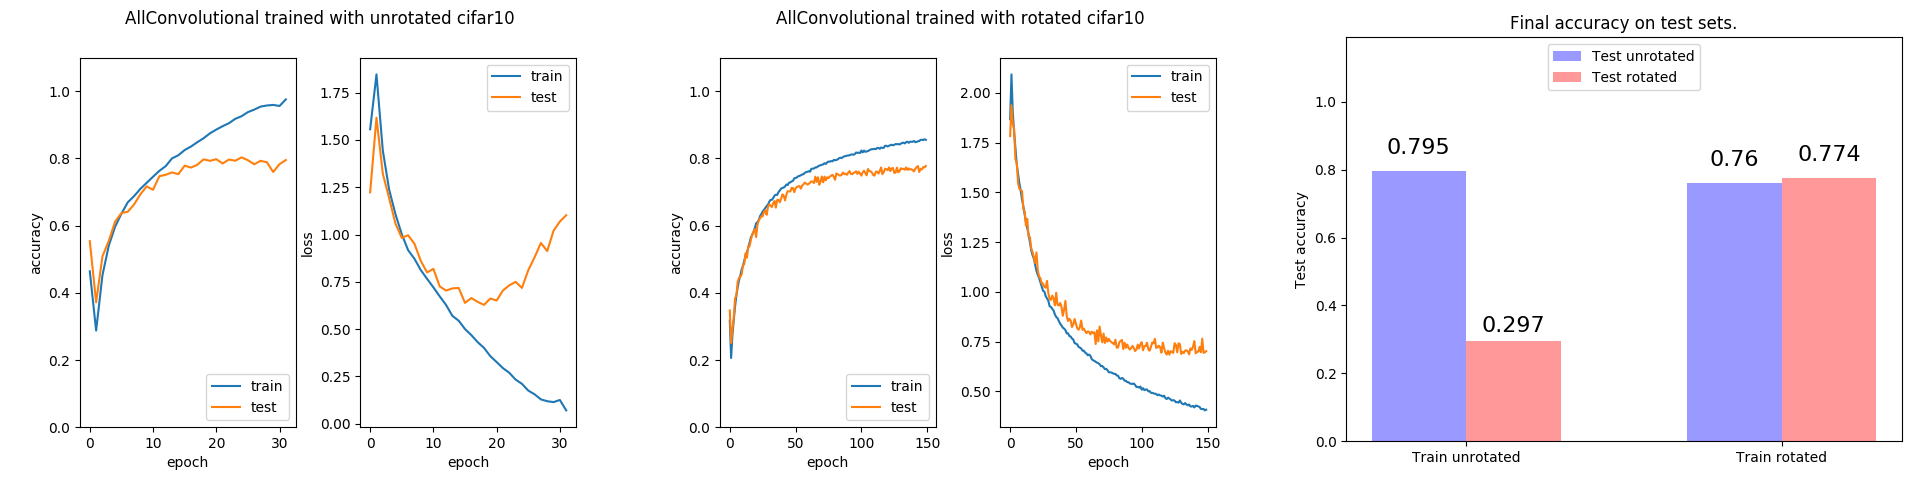 AllConvolutional trained with unrotated cifar10
accuracy
1.0
0.8
0.6
0.4
0.2
0.0
train
test
0 10 20 30
epoch
loss
1.75
1.50
1.25
1.00
0.75
0.50
0.25
0.00
train
test
0 10 20 30
epoch
AllConvolutional trained with rotated cifar10
accuracy
1.0
0.8
0.6
0.4
0.2
0.0
train
test
0 50 100 150
epoch
loss
2.00
1.75
1.50
1.25
1.00
0.75
0.50
train
test
0 50 100 150
epoch
Final accuracy on test sets.
Test unrotated
Test rotated
Test accuracy
1.0
0.8
0.6
0.4
0.2
0.0
0.795
0.297
0.76
0.774
Train unrotated
Train rotated